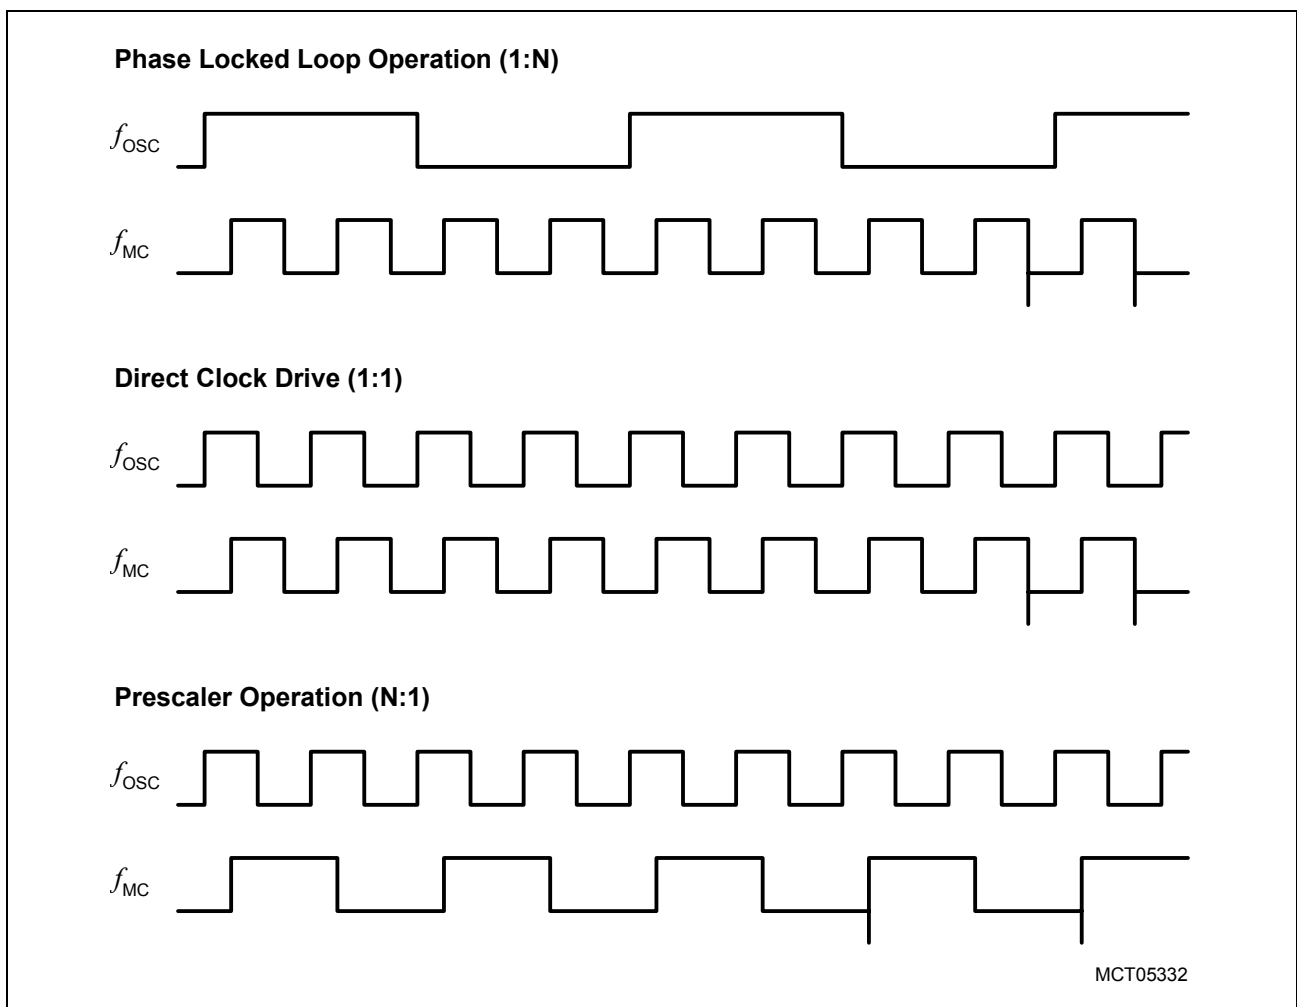 Phase Locked Loop Operation (1:N)
fOSC
fMC
Direct Clock Drive (1:1)
fOSC
fMC
Prescaler Operation (N:1)
fOSC
fMC
MCT05332